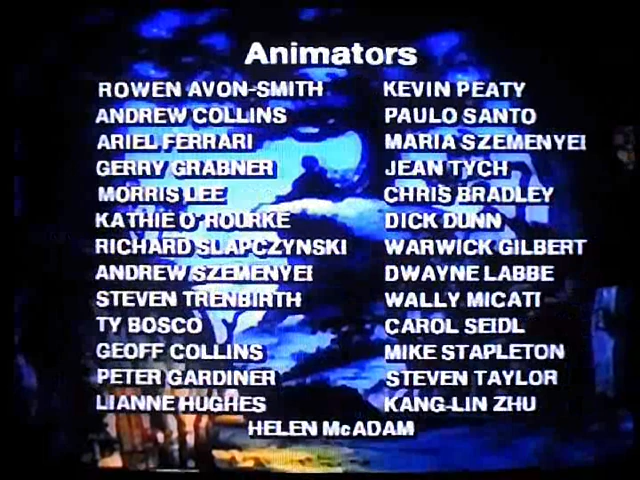 Animators
ROWEN AVON-SMITH KEVIN PEATY
ANDREW COLLINS PAULO SANTO
ARIEL FERRARI MARIA SZEMENYEI
GERRY GRABNER JEAN TYCH
MORRIS LEE CHRIS BRADLEY
KATHIE O'ROURKE DICK DUNN
RICHARD SLAPCZYNSKI WARWICK GILBERT
ANDREW SZEMENYEI DWAYNE LABBE
STEVEN TRENBIRTH WALLY MICATI
TY BOSCO CAROL SEIDL
GEOFF COLLINS MIKE STAPLETON
PETER GARDINER STEVEN TAYLOR
LIANNE HUGHES KANG-LIN ZHU
HELEN McADAM